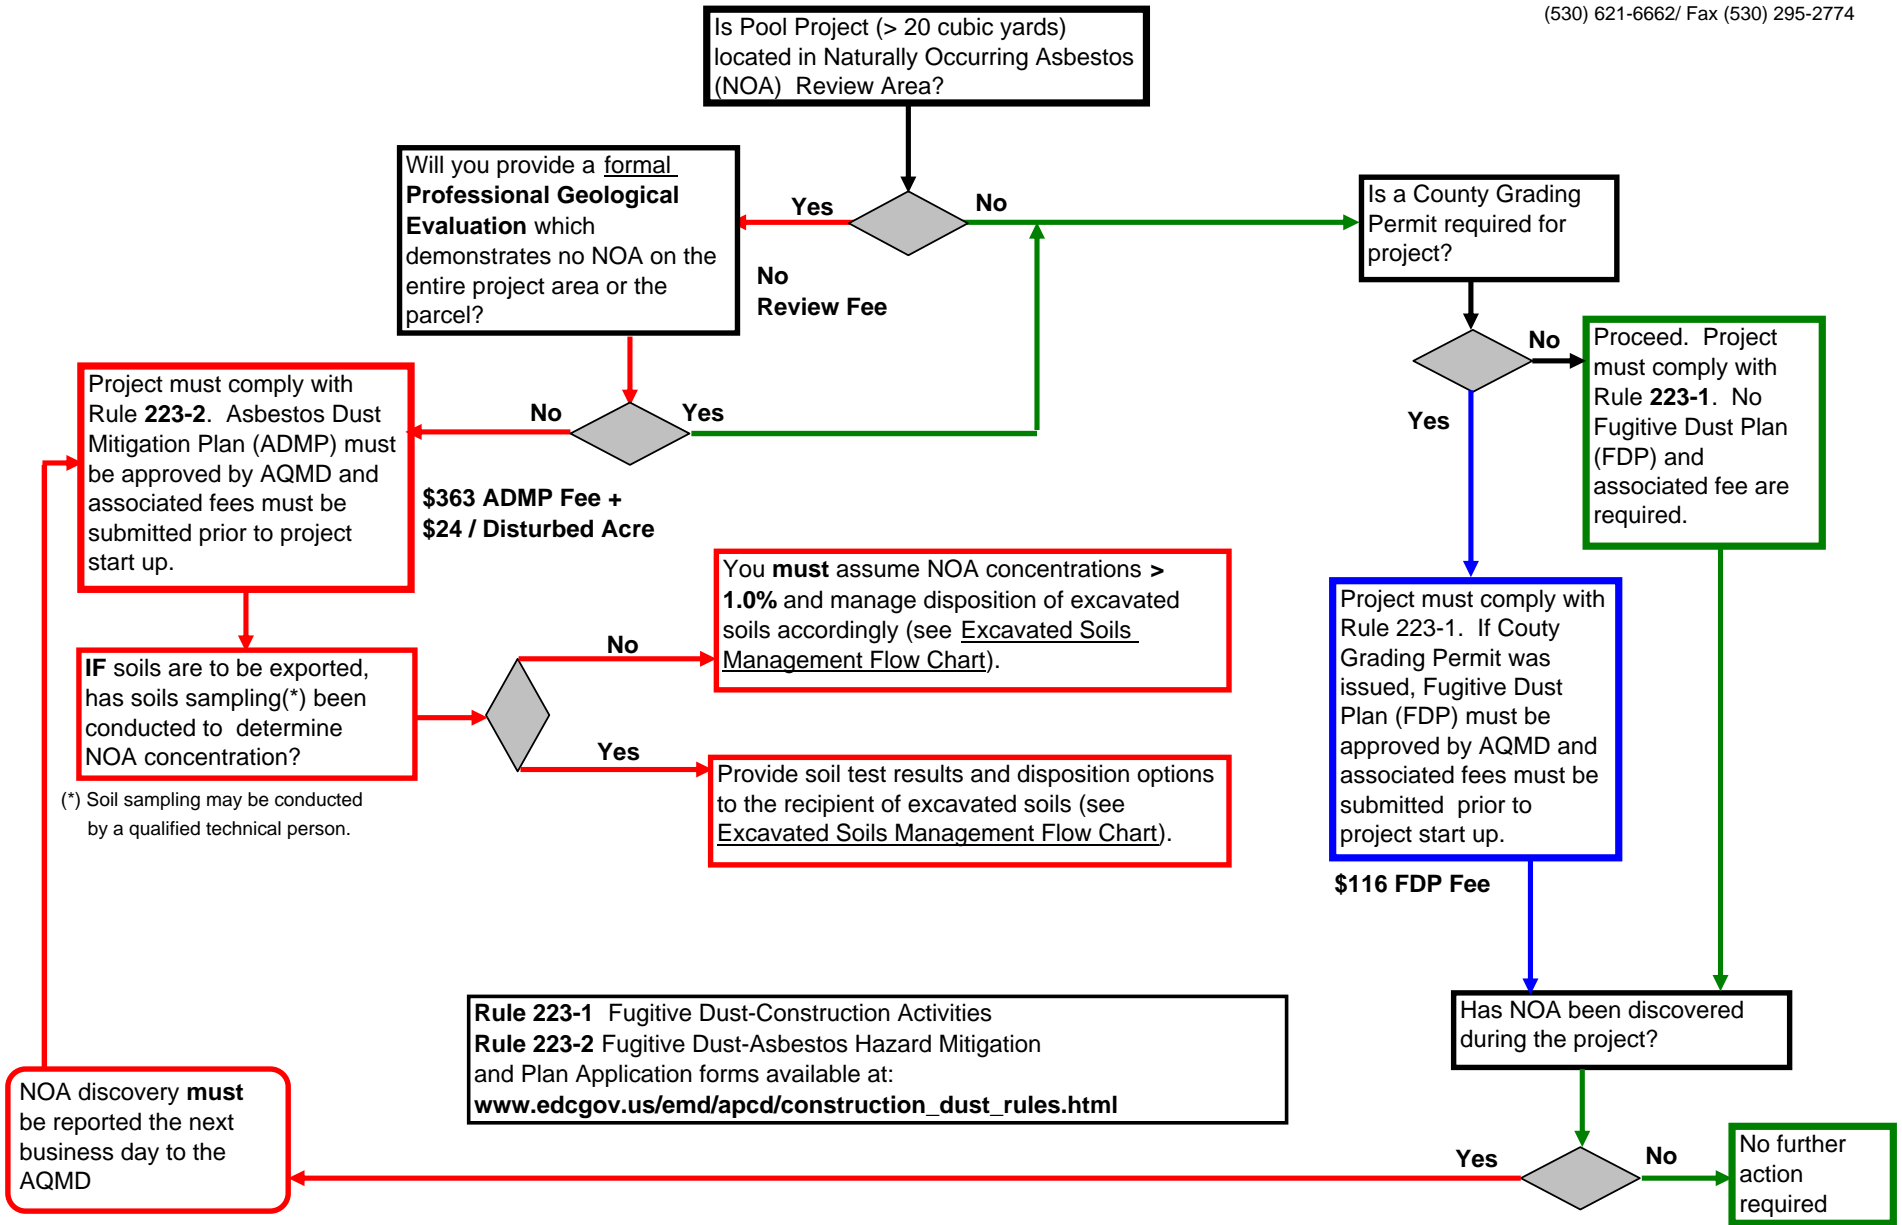 (530) 621-6662/ Fax (530) 295-2774
Is Pool Project (> 20 cubic yards)
located in Naturally Occurring Asbestos
(NOA) Review Area?
Will you provide a formal
Professional Geological
Evaluation which
demonstrates no NOA on the
entire project area or the
parcel?
Yes
No
No
Review Fee
Is a County Grading
Permit required for
project?
No
Yes
Proceed. Project
must comply with
Rule 223-1. No
Fugitive Dust Plan
(FDP) and
associated fee are
required.
Project must comply with
Rule 223-2. Asbestos Dust
Mitigation Plan (ADMP) must
be approved by AQMD and
associated fees must be
submitted prior to project
start up.
No
Yes
$363 ADMP Fee +
$24 / Disturbed Acre
You must assume NOA concentrations >
1.0% and manage disposition of excavated
soils accordingly (see Excavated Soils
Management Flow Chart).
IF soils are to be exported,
has soils sampling(*) been
conducted to determine
NOA concentration?
No
Yes
(*) Soil sampling may be conducted
by a qualified technical person.
Provide soil test results and disposition options
to the recipient of excavated soils (see
Excavated Soils Management Flow Chart).
Project must comply with
Rule 223-1. If Couty
Grading Permit was
issued, Fugitive Dust
Plan (FDP) must be
approved by AQMD and
associated fees must be
submitted prior to
project start up.
$116 FDP Fee
Rule 223-1 Fugitive Dust-Construction Activities
Rule 223-2 Fugitive Dust-Asbestos Hazard Mitigation
and Plan Application forms available at:
www.edcgov.us/emd/apcd/construction_dust_rules.html
Has NOA been discovered
during the project?
NOA discovery must
be reported the next
business day to the
AQMD
Yes
No
No further
action
required